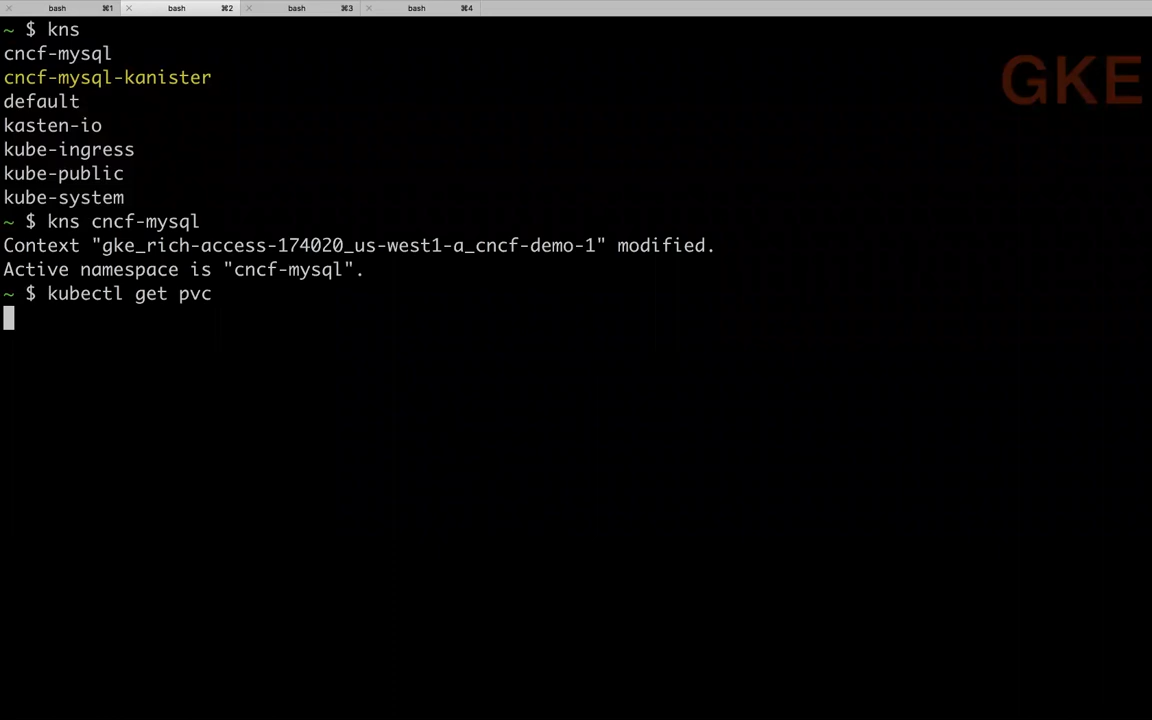 bash ⌘1 bash ⌘2 bash ⌘3 bash ⌘4
~ $ kns
cncf-mysql
cncf-mysql-kanister
default
kasten-io
kube-ingress
kube-public
kube-system
~ $ kns cncf-mysql
Context "gke_rich-access-174020_us-west1-a_cncf-demo-1" modified.
Active namespace is "cncf-mysql".
~ $ kubectl get pvc
GKE